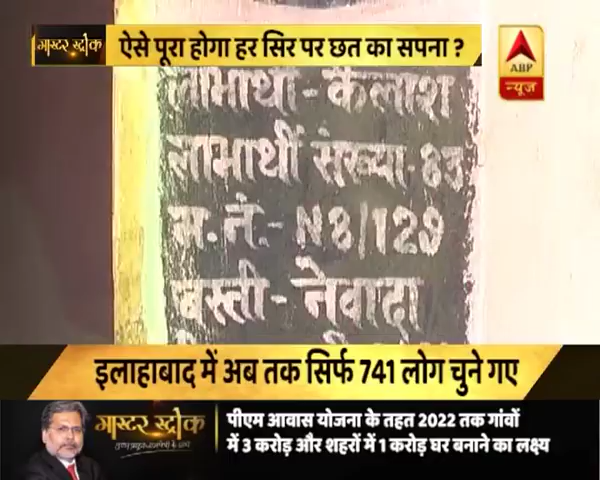 मास्टर स्ट्रोक
ऐसे पूरा होगा हर सिर पर छत का सपना ?
ABP
न्यूज़
लाभार्थी - कैलाश
लाभार्थी संख्या - 83
म. नं. - N8/129
बस्ती - नेवादा
इलाहाबाद में अब तक सिर्फ 741 लोग चुने गए
मास्टर स्ट्रोक
पीएम आवास योजना के तहत 2022 तक गांवों
में 3 करोड़ और शहरों में 1 करोड़ घर बनाने का लक्ष्य